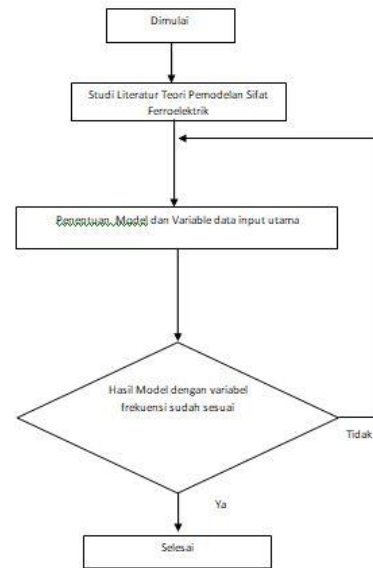 Dimulai
Studi Literatur Teori Pemodelan Sifat
Ferroelektrik
Penentuan Model dan Variable data input utama
Hasil Model dengan variabel
frekuensi sudah sesuai
Tidak
Ya
Selesai